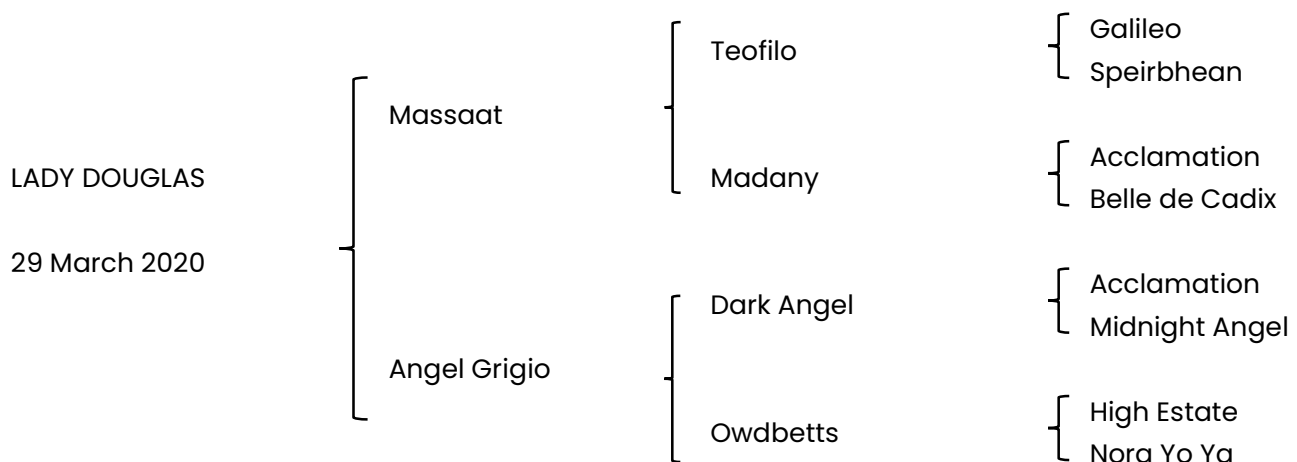 LADY DOUGLAS
29 March 2020
Massaat
Angel Grigio
Teofilo
Madany
Dark Angel
Owdbetts
Galileo
Speirbhean
Acclamation
Belle de Cadix
Acclamation
Midnight Angel
High Estate
Nora Yo Ya